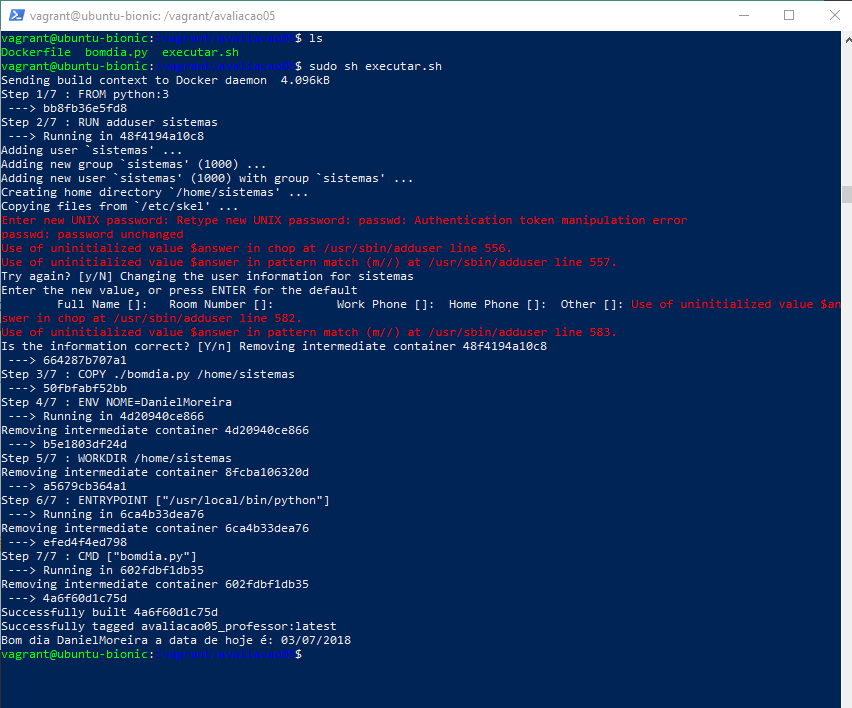 vagrant@ubuntu-bionic: /vagrant/avaliacao05
vagrant@ubuntu-bionic:/vagrant/avaliacao05$ ls
Dockerfile  bomdia.py  executar.sh
vagrant@ubuntu-bionic:/vagrant/avaliacao05$ sudo sh executar.sh
Sending build context to Docker daemon  4.096kB
Step 1/7 : FROM python:3
 ---> bb8fb36e5fd8
Step 2/7 : RUN adduser sistemas
 ---> Running in 48f4194a10c8
Adding user `sistemas' ...
Adding new group `sistemas' (1000) ...
Adding new user `sistemas' (1000) with group `sistemas' ...
Creating home directory `/home/sistemas' ...
Copying files from `/etc/skel' ...
Enter new UNIX password: Retype new UNIX password: passwd: Authentication token manipulation error
passwd: password unchanged
Use of uninitialized value $answer in chop at /usr/sbin/adduser line 556.
Use of uninitialized value $answer in pattern match (m//) at /usr/sbin/adduser line 557.
Try again? [y/N] Changing the user information for sistemas
Enter the new value, or press ENTER for the default
        Full Name []:   Room Number []:         Work Phone []:  Home Phone []:  Other []: Use of uninitialized value $an
swer in chop at /usr/sbin/adduser line 582.
Use of uninitialized value $answer in pattern match (m//) at /usr/sbin/adduser line 583.
Is the information correct? [Y/n] Removing intermediate container 48f4194a10c8
 ---> 664287b707a1
Step 3/7 : COPY ./bomdia.py /home/sistemas
 ---> 50fbfabf52bb
Step 4/7 : ENV NOME=DanielMoreira
 ---> Running in 4d20940ce866
Removing intermediate container 4d20940ce866
 ---> b5e1803df24d
Step 5/7 : WORKDIR /home/sistemas
Removing intermediate container 8fcba106320d
 ---> a5679cb364a1
Step 6/7 : ENTRYPOINT ["/usr/local/bin/python"]
 ---> Running in 6ca4b33dea76
Removing intermediate container 6ca4b33dea76
 ---> efed4f4ed798
Step 7/7 : CMD ["bomdia.py"]
 ---> Running in 602fdbf1db35
Removing intermediate container 602fdbf1db35
 ---> 4a6f60d1c75d
Successfully built 4a6f60d1c75d
Successfully tagged avaliacao05_professor:latest
Bom dia DanielMoreira a data de hoje é: 03/07/2018
vagrant@ubuntu-bionic:/vagrant/avaliacao05$